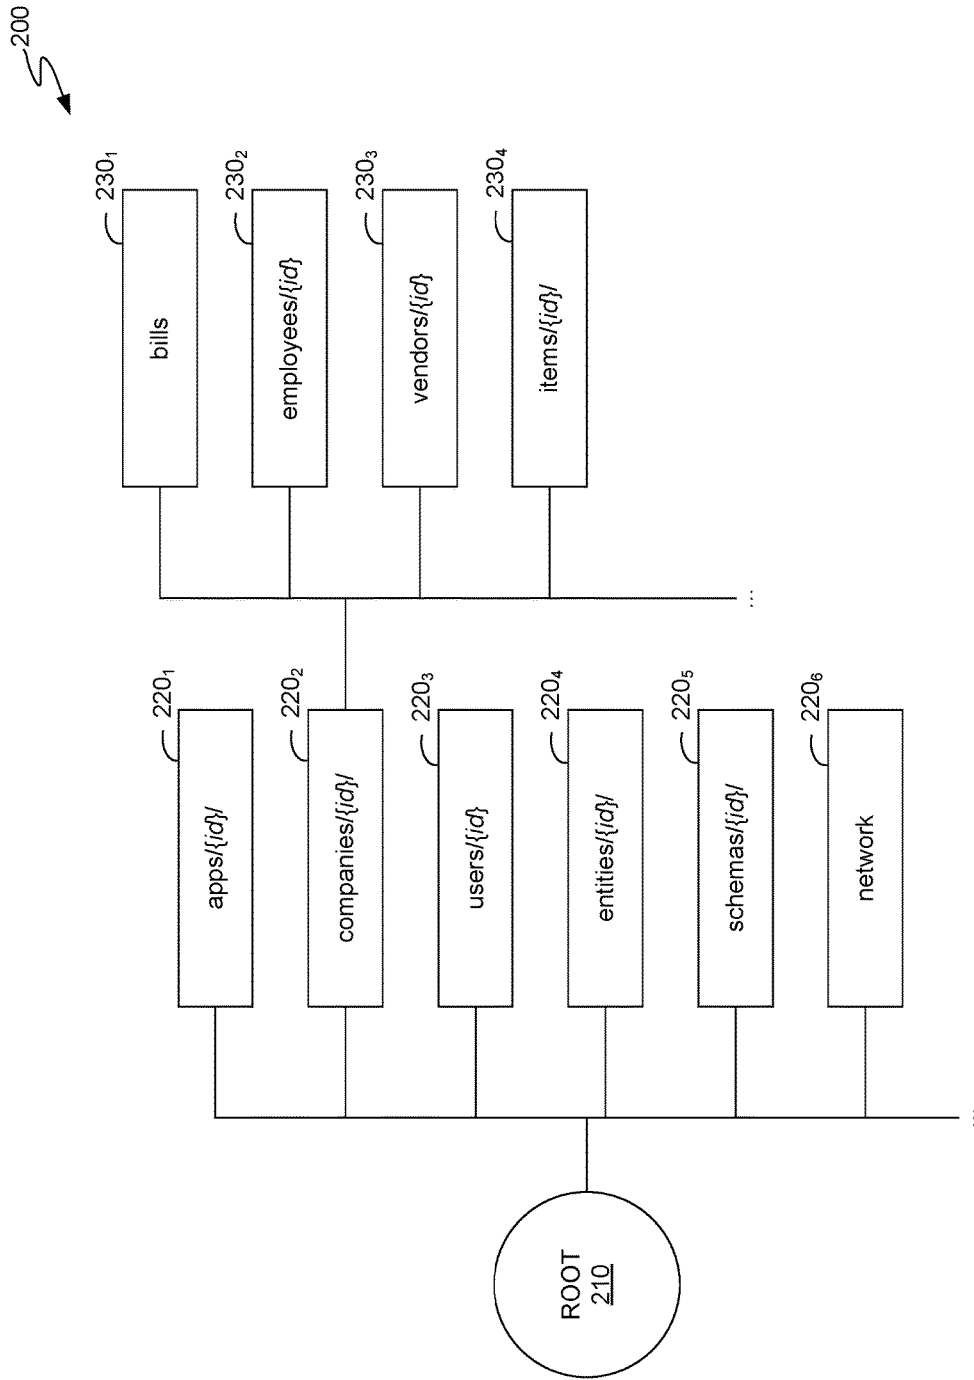 200
ROOT
210
apps/{id}/
220₁
companies/{id}/
220₂
users/{id}
220₃
entities/{id}/
220₄
schemas/{id}/
220₅
network
220₆
...
bills
230₁
employees/{id}
230₂
vendors/{id}
230₃
items/{id}/
230₄
...